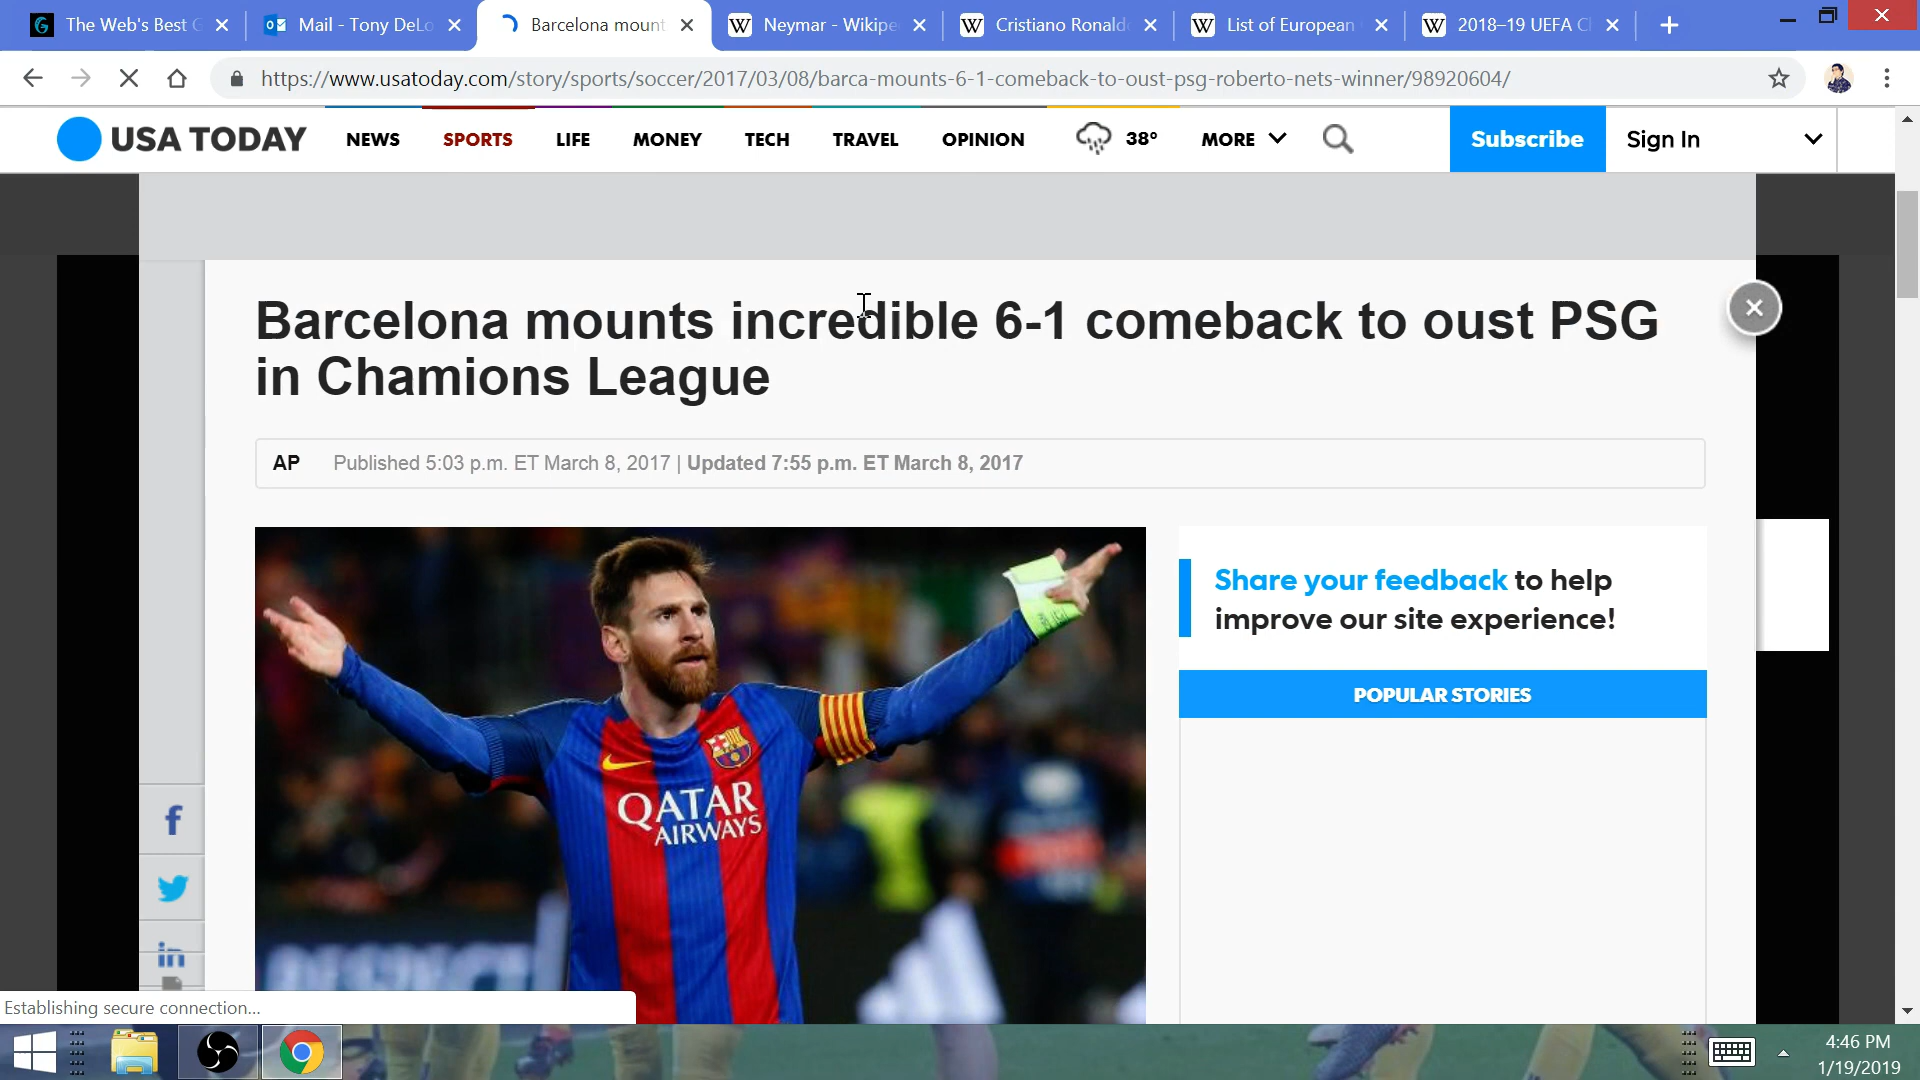 The Web's Best G
Mail - Tony DeLo
Barcelona mount
Neymar - Wikipe
Cristiano Ronald
List of European
2018–19 UEFA C
https://www.usatoday.com/story/sports/soccer/2017/03/08/barca-mounts-6-1-comeback-to-oust-psg-roberto-nets-winner/98920604/
USA TODAY
NEWS
SPORTS
LIFE
MONEY
TECH
TRAVEL
OPINION
38°
MORE
Subscribe
Sign In
Barcelona mounts incredible 6-1 comeback to oust PSG
in Chamions League
AP Published 5:03 p.m. ET March 8, 2017 | Updated 7:55 p.m. ET March 8, 2017
Share your feedback to help
improve our site experience!
POPULAR STORIES
QATAR
AIRWAYS
RESPECT
Establishing secure connection...
4:46 PM
1/19/2019